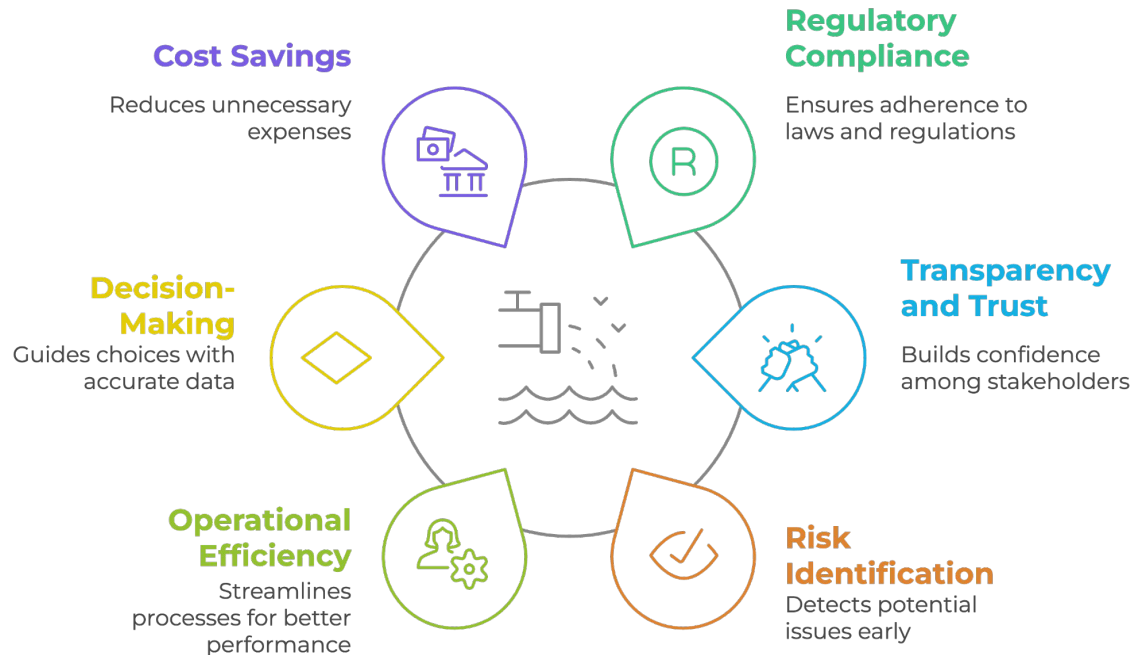 Cost Savings
Reduces unnecessary
expenses
Regulatory
Compliance
Ensures adherence to
laws and regulations
Decision-
Making
Guides choices with
accurate data
Transparency
and Trust
Builds confidence
among stakeholders
Operational
Efficiency
Streamlines
processes for better
performance
Risk
Identification
Detects potential
issues early
R